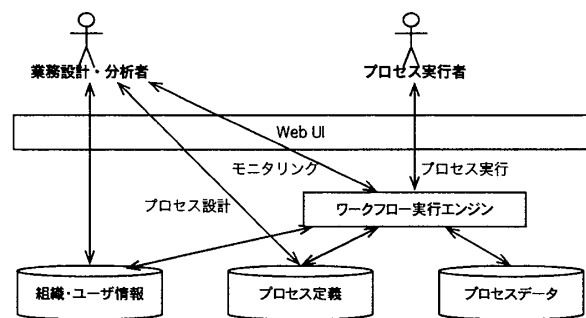 業務設計・分析者
プロセス実行者
Web UI
モニタリング
プロセス実行
プロセス設計
ワークフロー実行エンジン
組織・ユーザ情報
プロセス定義
プロセスデータ